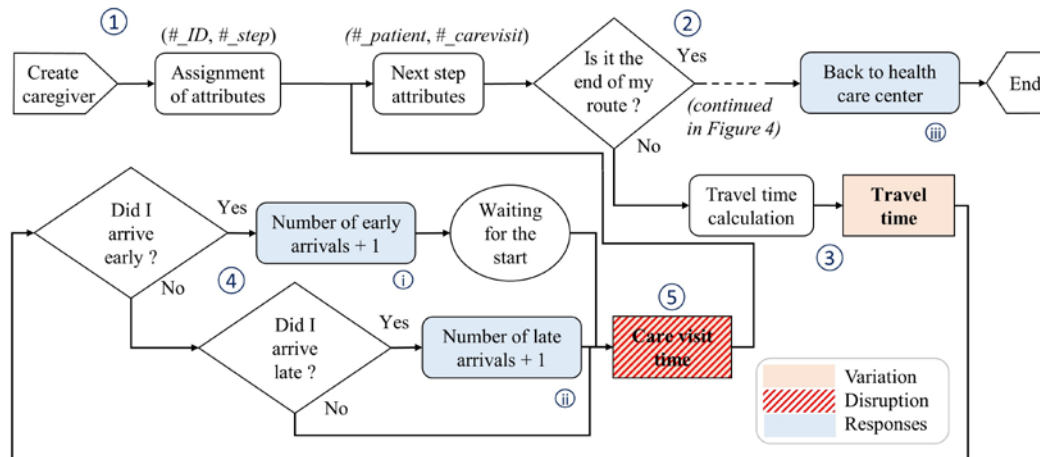 ①
(#_ID, #_step)
(#_patient, #_carevisit)
②
Create
caregiver
Assignment
of attributes
Next step
attributes
Is it the
end of my
route ?
Yes
(continued
in Figure 4)
Back to health
care center
End
ⅲ
No
Travel time
calculation
Travel
time
③
Did I
arrive
early ?
Yes
Number of early
arrivals + 1
Waiting
for the
start
No
④
ⓘ
⑤
Did I
arrive
late ?
Yes
Number of late
arrivals + 1
Care visit
time
No
ⅱ
Variation
Disruption
Responses